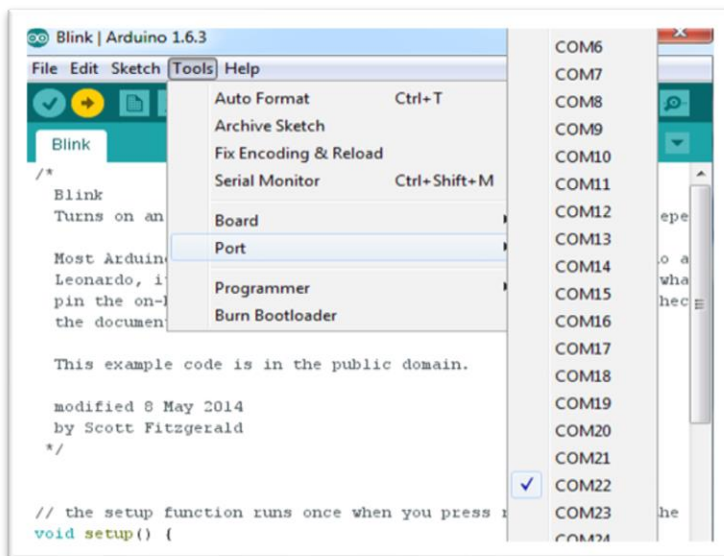 Blink | Arduino 1.6.3
File Edit Sketch Tools Help
Auto Format Ctrl+T
Archive Sketch
Fix Encoding & Reload
Serial Monitor Ctrl+Shift+M
Board
Port
Programmer
Burn Bootloader
COM6
COM7
COM8
COM9
COM10
COM11
COM12
COM13
COM14
COM15
COM16
COM17
COM18
COM19
COM20
COM21
COM22
COM23
COM24
Blink
/*
Blink
Turns on an
Most Arduin
Leonardo, i
pin the on-
the documen
This example code is in the public domain.
modified 8 May 2014
by Scott Fitzgerald
*/
// the setup function runs once when you press
void setup() {